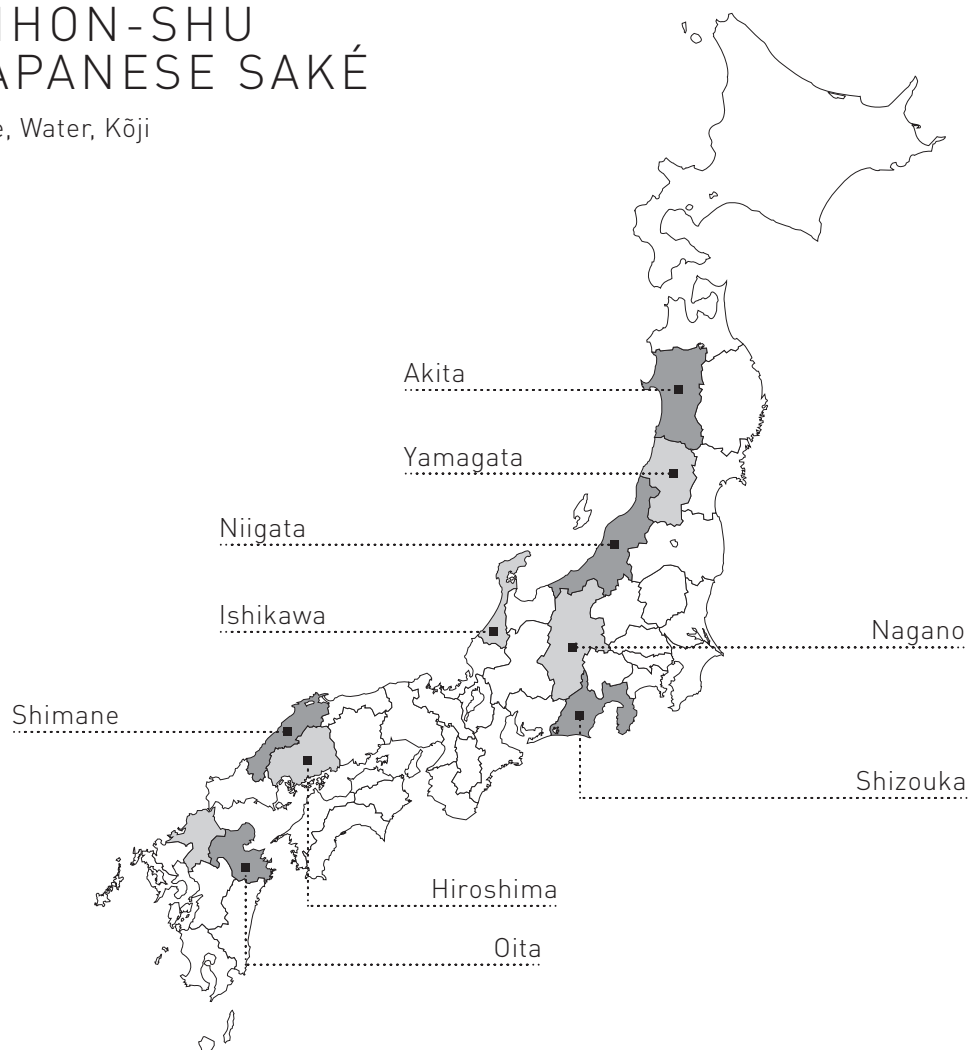 IHON-SHU
APANESE SAKÉ
e, Water, Kõji
Akita
Yamagata
Niigata
Ishikawa
Nagano
Shimane
Shizouka
Hiroshima
Oita